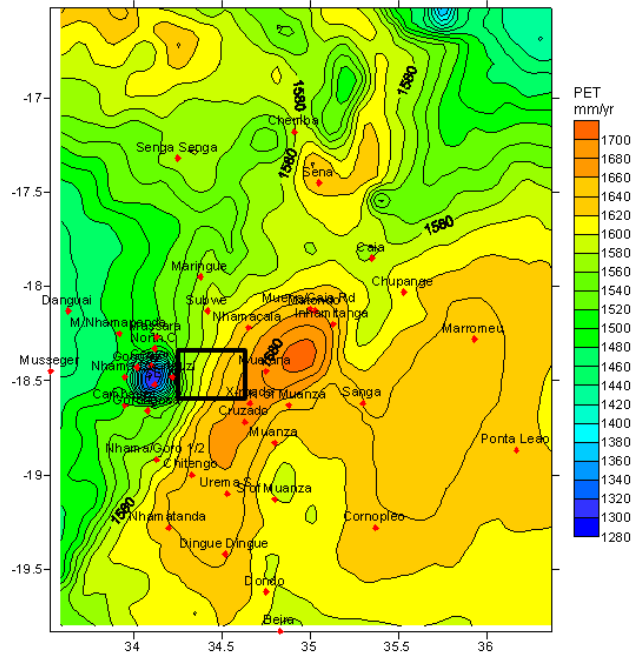 PET
mm/yr
1700
1680
1660
1640
1620
1600
1580
1560
1540
1520
1500
1480
1460
1440
1420
1400
1380
1360
1340
1320
1300
1280
-17
-17.5
-18
-18.5
-19
-19.5
34
34.5
35
35.5
36
1580
1580
1580
1580
1580
1580
Chemba
Senga Senga
Sena
Caia
Maringue
Chupange
Danguai
Subwe
Inhamitanga
Nhamacala
Marromeu
Musseger
Sanga
of Muanza
Cruzado
Muanza
Ponta Leao
Nhama/Goro 1/2
Chitengo
Urema S
S of Muanza
Nhamatanda
Cornopleo
Dingue Dingue
Dondo
Beira